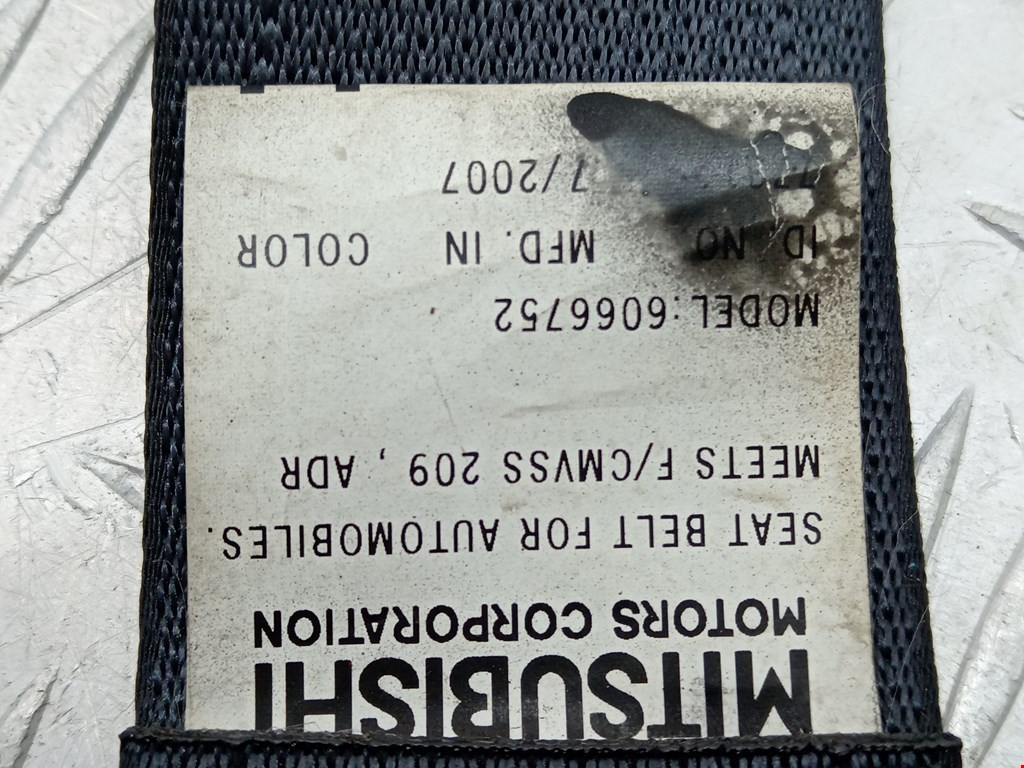 MITSUBISHI
MOTORS CORPORATION
SEAT BELT FOR AUTOMOBILES.
MEETS F/CMVSS 209, ADR
MODEL:6066752
ID NO MFD. IN COLOR
7/2007